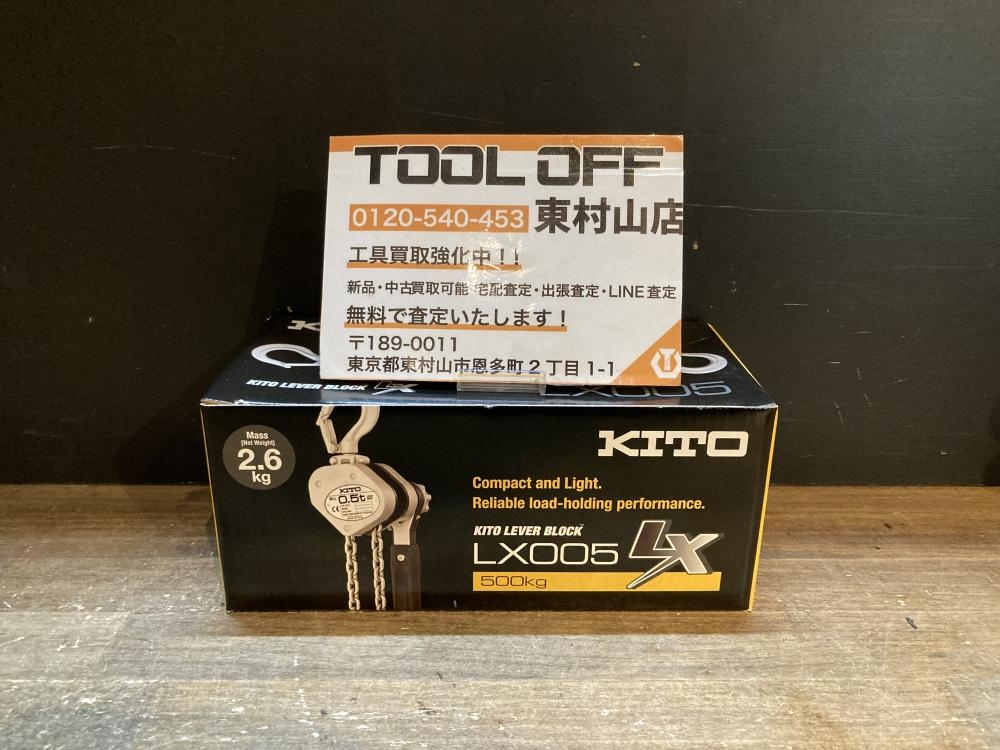 TOOL OFF
0120-540-453 東村山店
工具買取強化中！！
新品・中古買取可能 宅配査定・出張査定・LINE査定
無料で査定いたします！
〒189-0011
東京都東村山市恩多町２丁目1-1
KITO LEVER BLOCK LX
LX005
Mass
[Net Weight]
2.6
kg
KITO
0.5t
CE
KITO
Compact and Light.
Reliable load-holding performance.
KITO LEVER BLOCK
LX005 LX
500kg